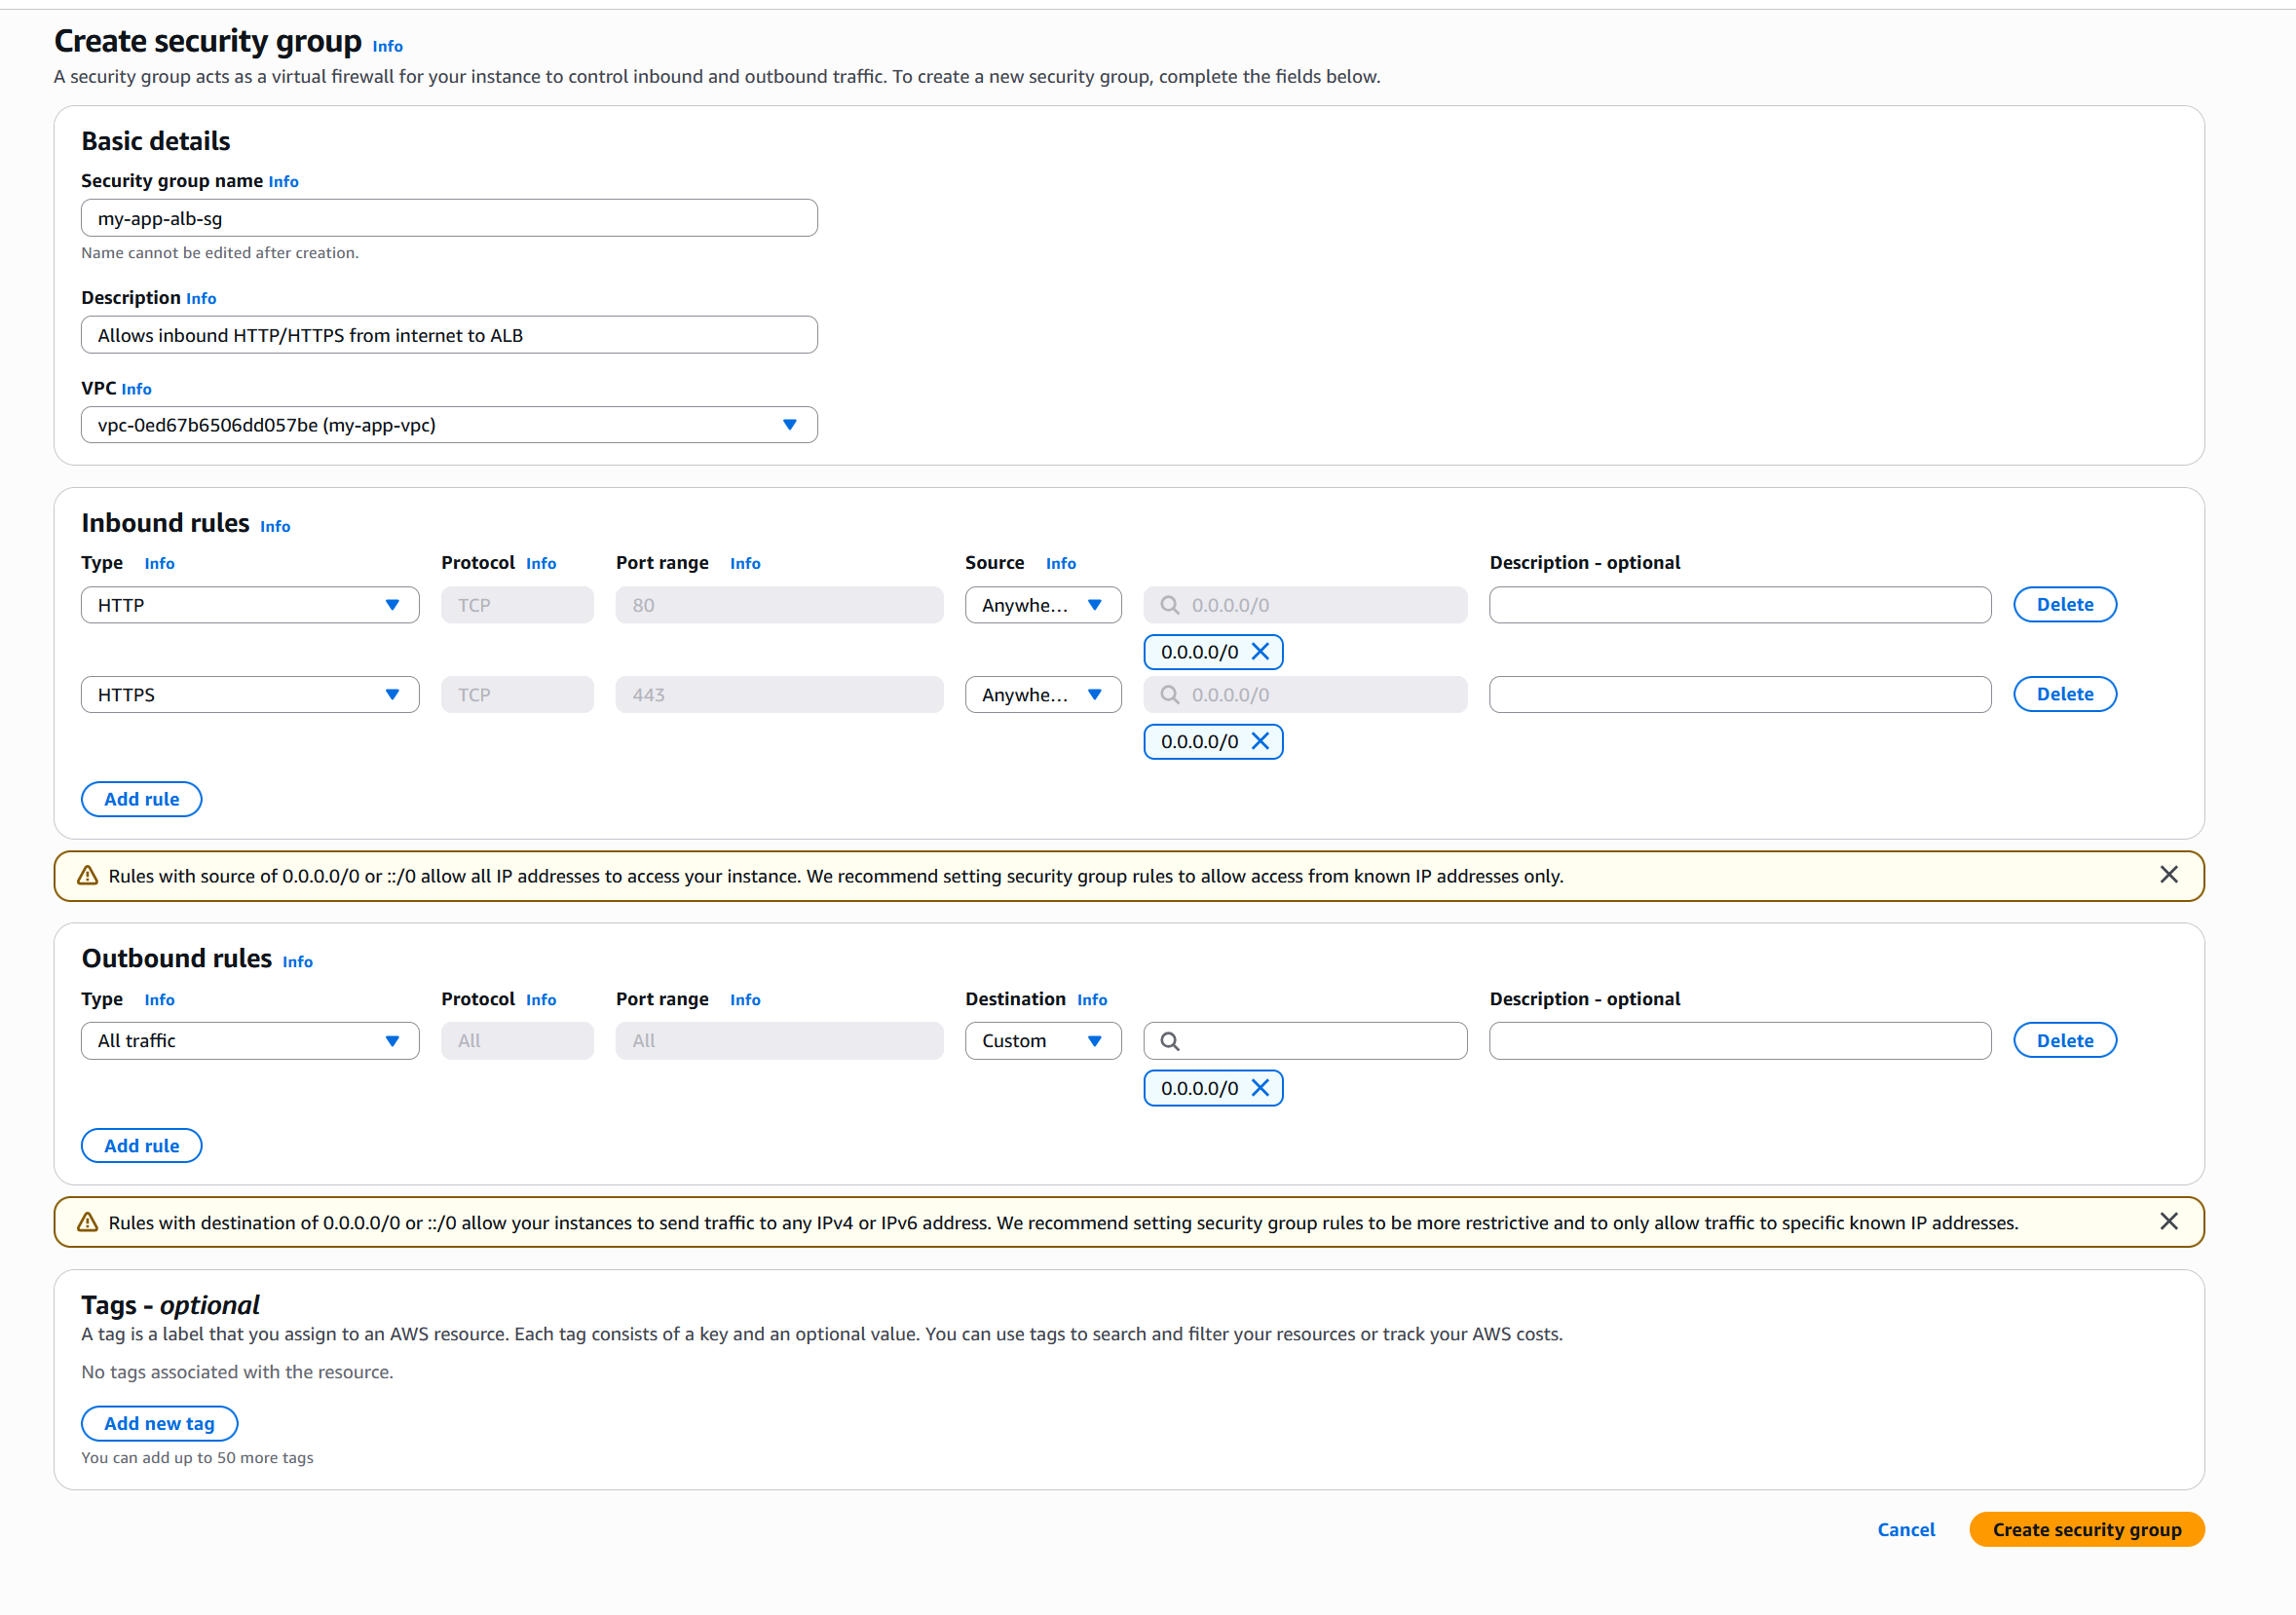 Create security group Info
A security group acts as a virtual firewall for your instance to control inbound and outbound traffic. To create a new security group, complete the fields below.
Basic details
Security group name Info
my-app-alb-sg
Name cannot be edited after creation.
Description Info
Allows inbound HTTP/HTTPS from internet to ALB
VPC Info
vpc-0ed67b6506dd057be (my-app-vpc)
Inbound rules Info
Type Info Protocol Info Port range Info Source Info Description - optional
HTTP TCP 80 Anywhe... 0.0.0.0/0 Delete
0.0.0.0/0
HTTPS TCP 443 Anywhe... 0.0.0.0/0 Delete
0.0.0.0/0
Add rule
Rules with source of 0.0.0.0/0 or ::/0 allow all IP addresses to access your instance. We recommend setting security group rules to allow access from known IP addresses only.
Outbound rules Info
Type Info Protocol Info Port range Info Destination Info Description - optional
All traffic All All Custom Delete
0.0.0.0/0
Add rule
Rules with destination of 0.0.0.0/0 or ::/0 allow your instances to send traffic to any IPv4 or IPv6 address. We recommend setting security group rules to be more restrictive and to only allow traffic to specific known IP addresses.
Tags - optional
A tag is a label that you assign to an AWS resource. Each tag consists of a key and an optional value. You can use tags to search and filter your resources or track your AWS costs.
No tags associated with the resource.
Add new tag
You can add up to 50 more tags
Cancel Create security group